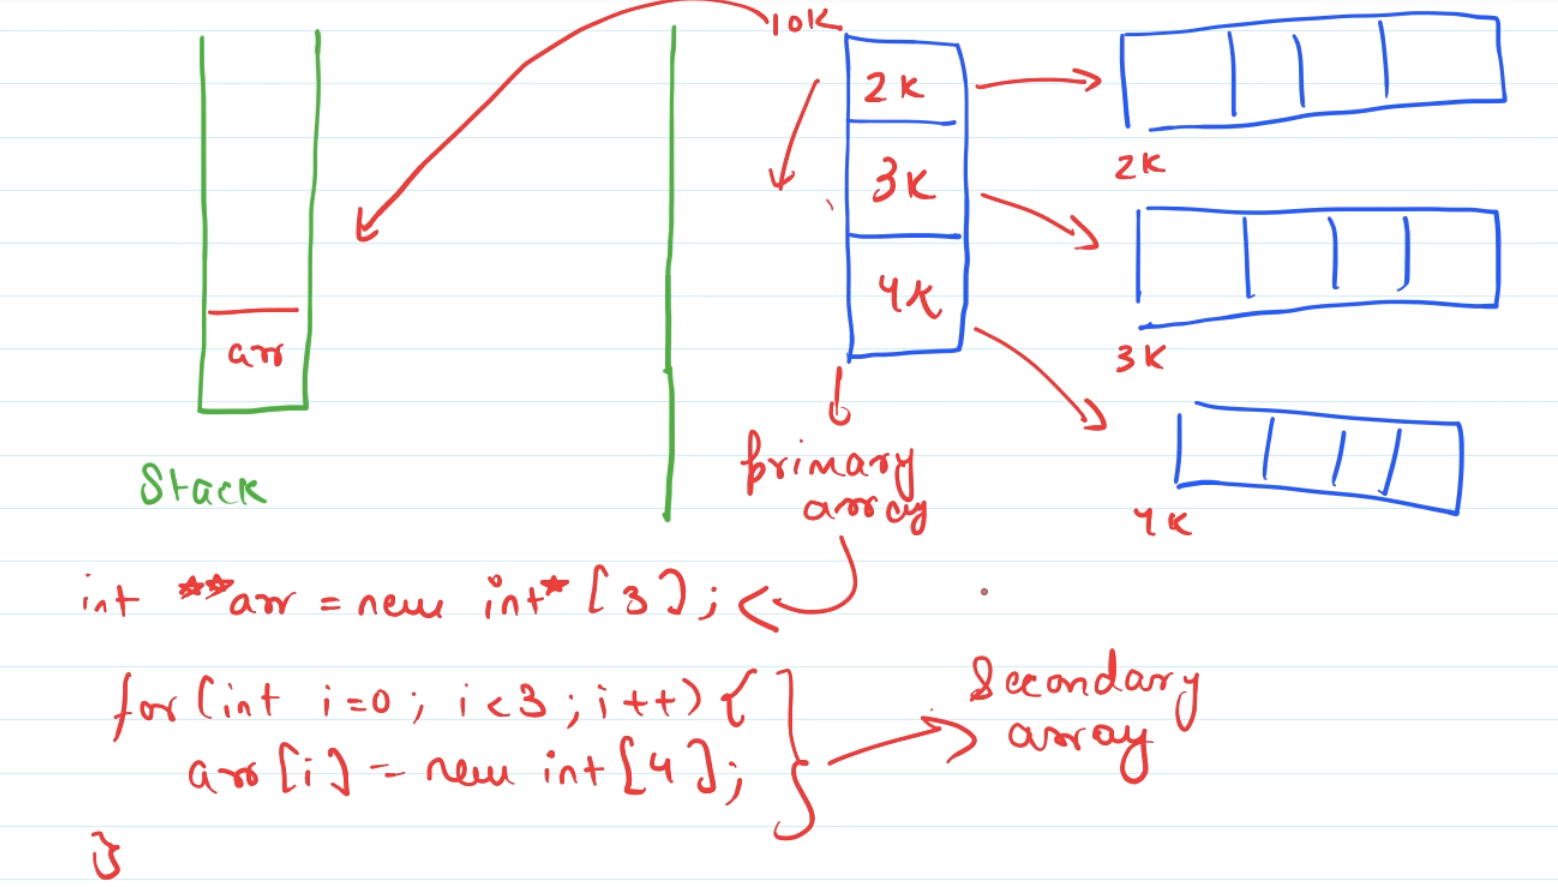 10K
2K
3K
4K
2K
3K
4K
arr
Stack
primary
array
int **arr = new int* [3];
for(int i=0; i<3; i++) {
arr[i] = new int[4];
}
Secondary
array